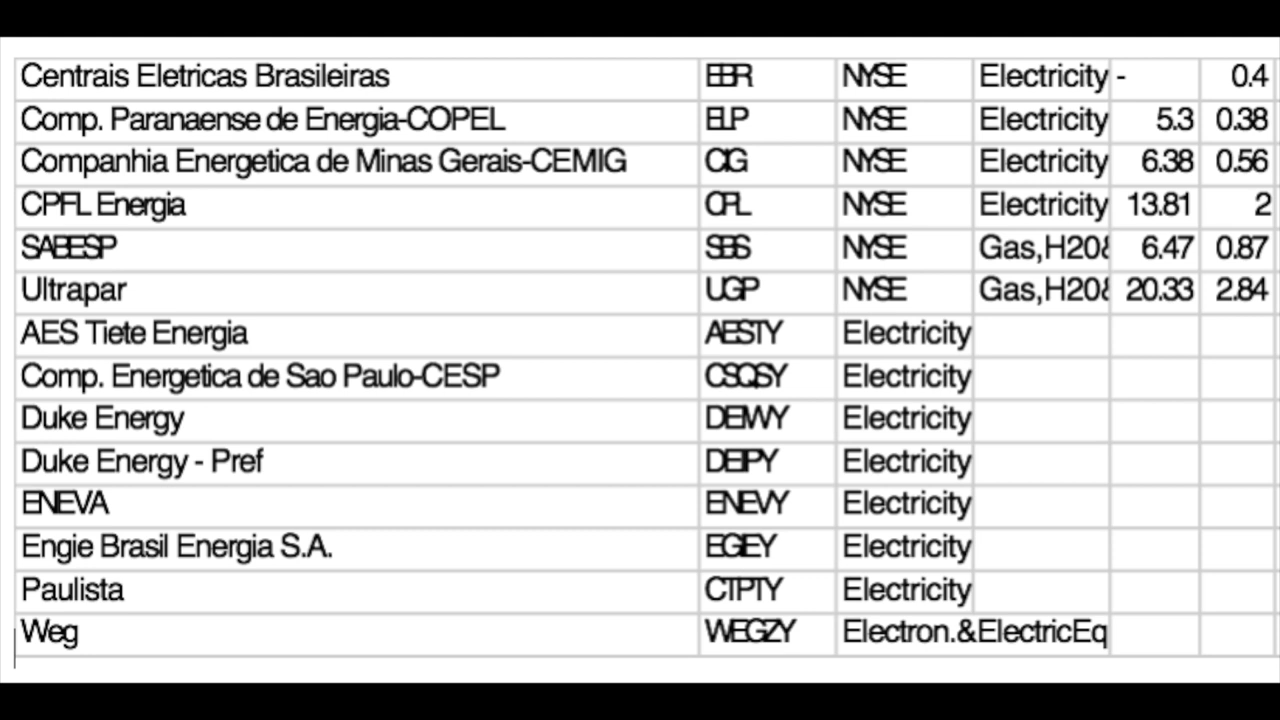 Centrais Eletricas Brasileiras EBR NYSE Electricity - 0.4
Comp. Paranaense de Energia-COPEL ELP NYSE Electricity 5.3 0.38
Companhia Energetica de Minas Gerais-CEMIG CIG NYSE Electricity 6.38 0.56
CPFL Energia CPL NYSE Electricity 13.81 2
SABESP SBS NYSE Gas,H20& 6.47 0.87
Ultrapar UGP NYSE Gas,H20& 20.33 2.84
AES Tiete Energia AESTY Electricity
Comp. Energetica de Sao Paulo-CESP CSQSY Electricity
Duke Energy DEIWY Electricity
Duke Energy - Pref DEIPY Electricity
ENEVA ENEVY Electricity
Engie Brasil Energia S.A. EGIEY Electricity
Paulista CTPTY Electricity
Weg WEGZY Electron.&ElectricEq